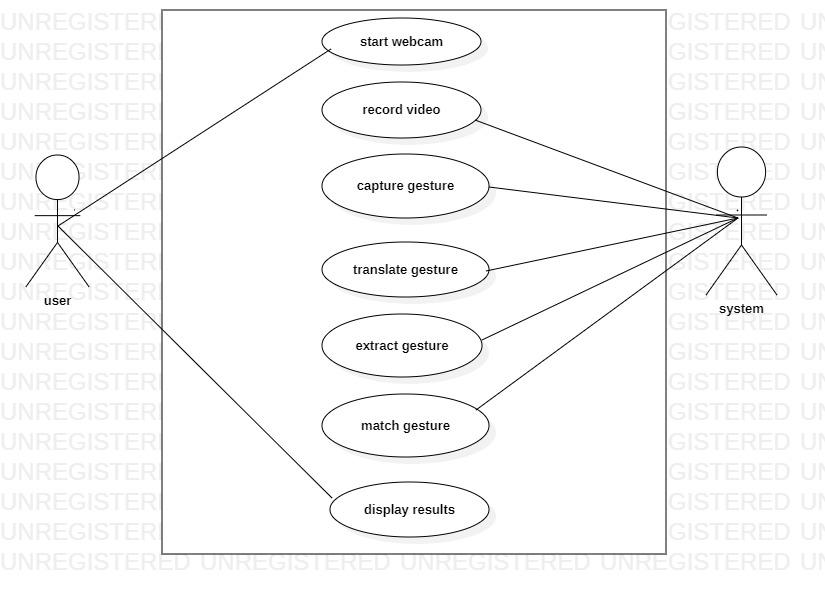 start webcam
record video
capture gesture
translate gesture
extract gesture
match gesture
display results
user
system
UNREGISTERED UNREGISTERED UNREGISTERED UNREGISTERED UN